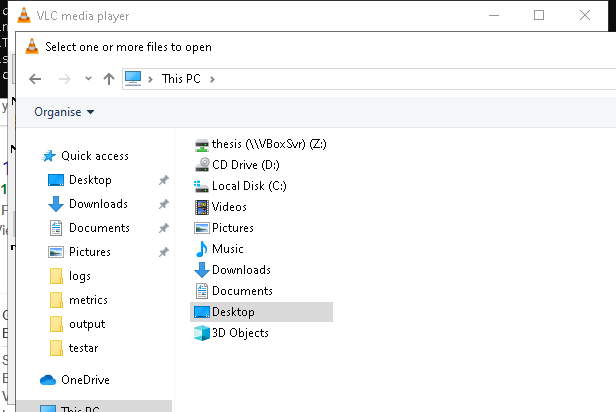 VLC media player
Select one or more files to open
This PC
Organise
Quick access
Desktop
Downloads
Documents
Pictures
logs
metrics
output
testar
OneDrive
This PC
thesis (\\VBoxSvr) (Z:)
CD Drive (D:)
Local Disk (C:)
Videos
Pictures
Music
Downloads
Documents
Desktop
3D Objects